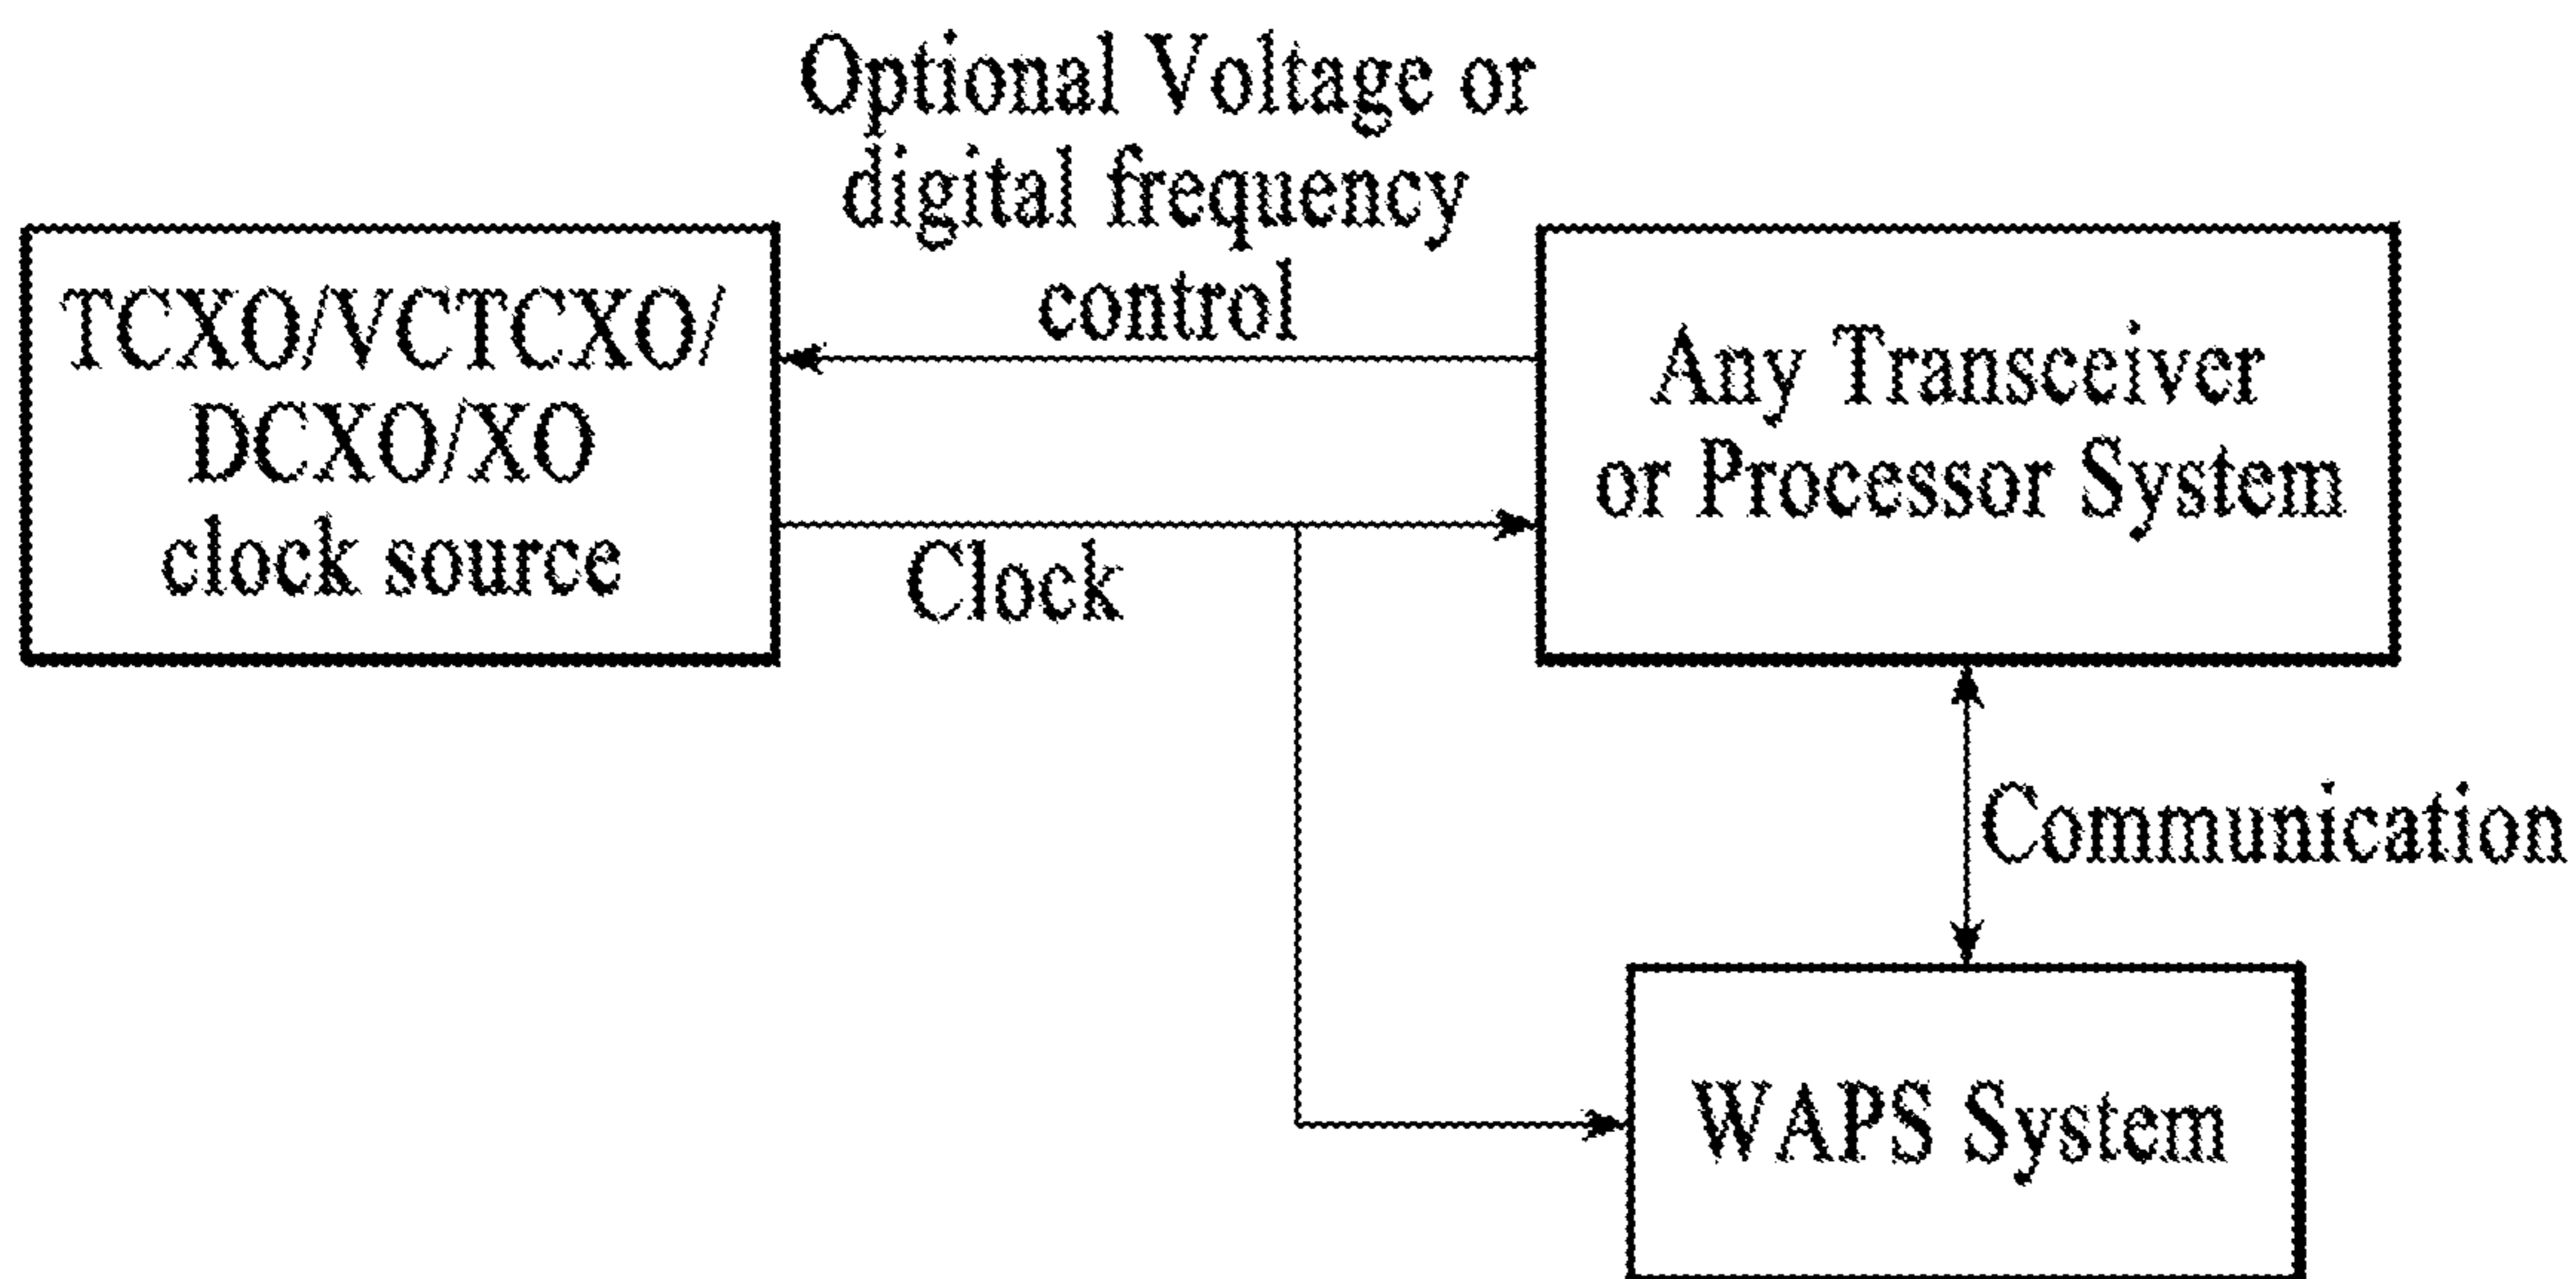 Optional Voltage or
digital frequency
control
TCXO/VCTCXO/
DCXO/XO
clock source
Any Transceiver
or Processor System
Clock
Communication
WAPS System